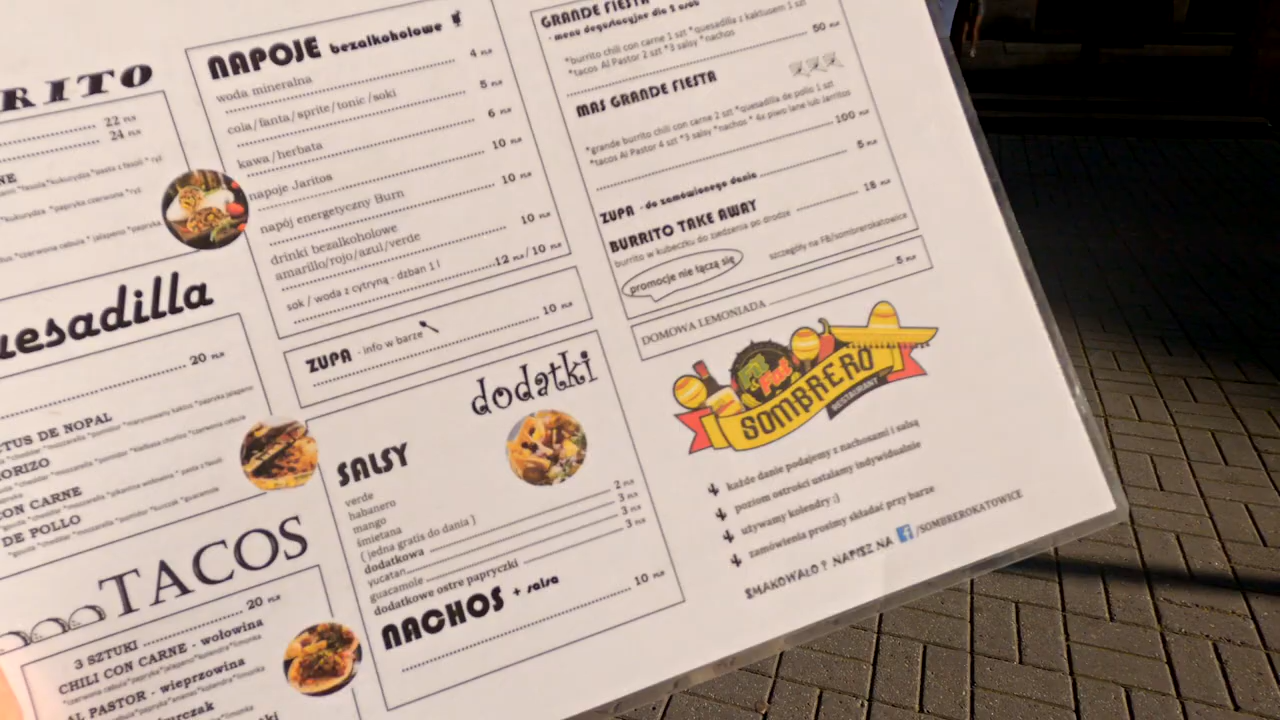 RITO
22 PLN
24 PLN
*kukurydza *papryka czerwona *ryż
uesadilla
20 PLN
CTUS DE NOPAL
ORIZO
CON CARNE
DE POLLO
TACOS
3 SZTUKI 20 PLN
CHILI CON CARNE - wołowina
AL PASTOR - wieprzowina
NAPOJE bezalkoholowe
woda mineralna 4 PLN
cola/fanta/sprite/tonic/soki 5 PLN
kawa/herbata 6 PLN
napoje Jaritos 10 PLN
napój energetyczny Burn 10 PLN
drinki bezalkoholowe
amarillo/rojo/azul/verde 10 PLN
sok / woda z cytryną - dzban 1 l 12 PLN / 10 PLN
ZUPA - info w barze 10 PLN
dodatki
SALSY
verde
habanero
mango
śmietana
( jedna gratis do dania )
dodatkowa 2 PLN
yucatan 3 PLN
guacamole 3 PLN
dodatkowe ostre papryczki 3 PLN
NACHOS + salsa
10 PLN
GRANDE FIESTA
- menu degustacyjne dla 2 osób
*burrito chili con carne 1 szt *quesadilla z kaktusem 1 szt
*tacos Al Pastor 2 szt *3 salsy *nachos
50 PLN
MAS GRANDE FIESTA
*grande burrito chili con carne 2 szt *quesadilla de pollo 1 szt
*tacos Al Pastor 4 szt *3 salsy *nachos * 4x piwo lane lub Jarritos
100 PLN
ZUPA - do zamówionego dania 5 PLN
BURRITO TAKE AWAY 18 PLN
burrito w kubeczku do zjedzenia po drodze
promocje nie łączą się
szczegóły na FB/sombrerokatowice
DOMOWA LEMONIADA 5 PLN
Fat
SOMBRERO
RESTAURANT
każde danie podajemy z nachosami i salsą
poziom ostrości ustalamy indywidualnie
używamy kolendry ;)
zamówienia prosimy składać przy barze
SMAKOWAŁO ? NAPISZ NA f /SOMBREROKATOWICE